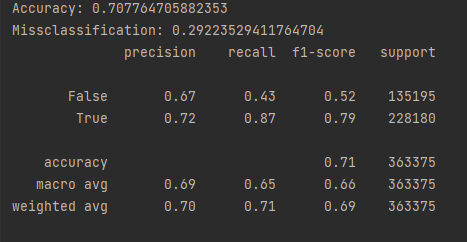 Accuracy: 0.707764705882353
Missclassification: 0.29223529411764704
precision recall f1-score support
False 0.67 0.43 0.52 135195
True 0.72 0.87 0.79 228180
accuracy 0.71 363375
macro avg 0.69 0.65 0.66 363375
weighted avg 0.70 0.71 0.69 363375